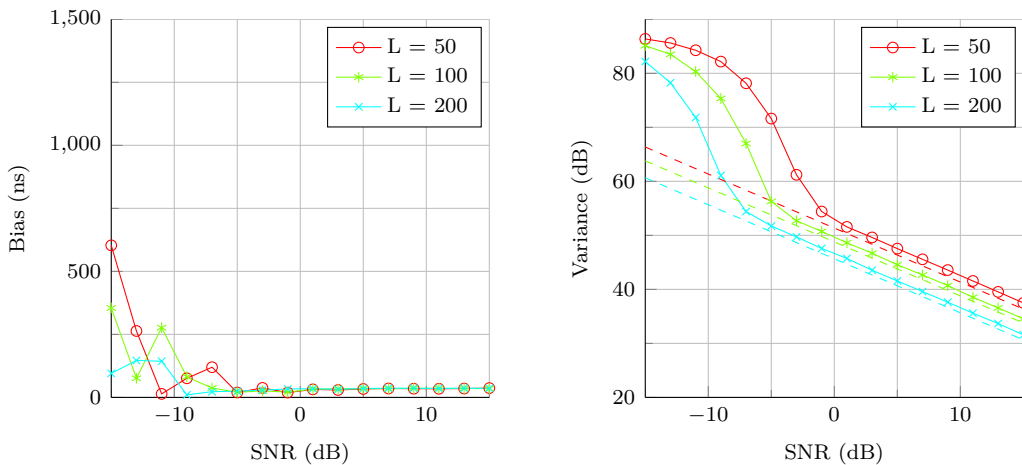 1,500
1,000
500
0
−10
0
10
SNR (dB)
Bias (ns)
L = 50
L = 100
L = 200
80
60
40
20
−10
0
10
SNR (dB)
Variance (dB)
L = 50
L = 100
L = 200